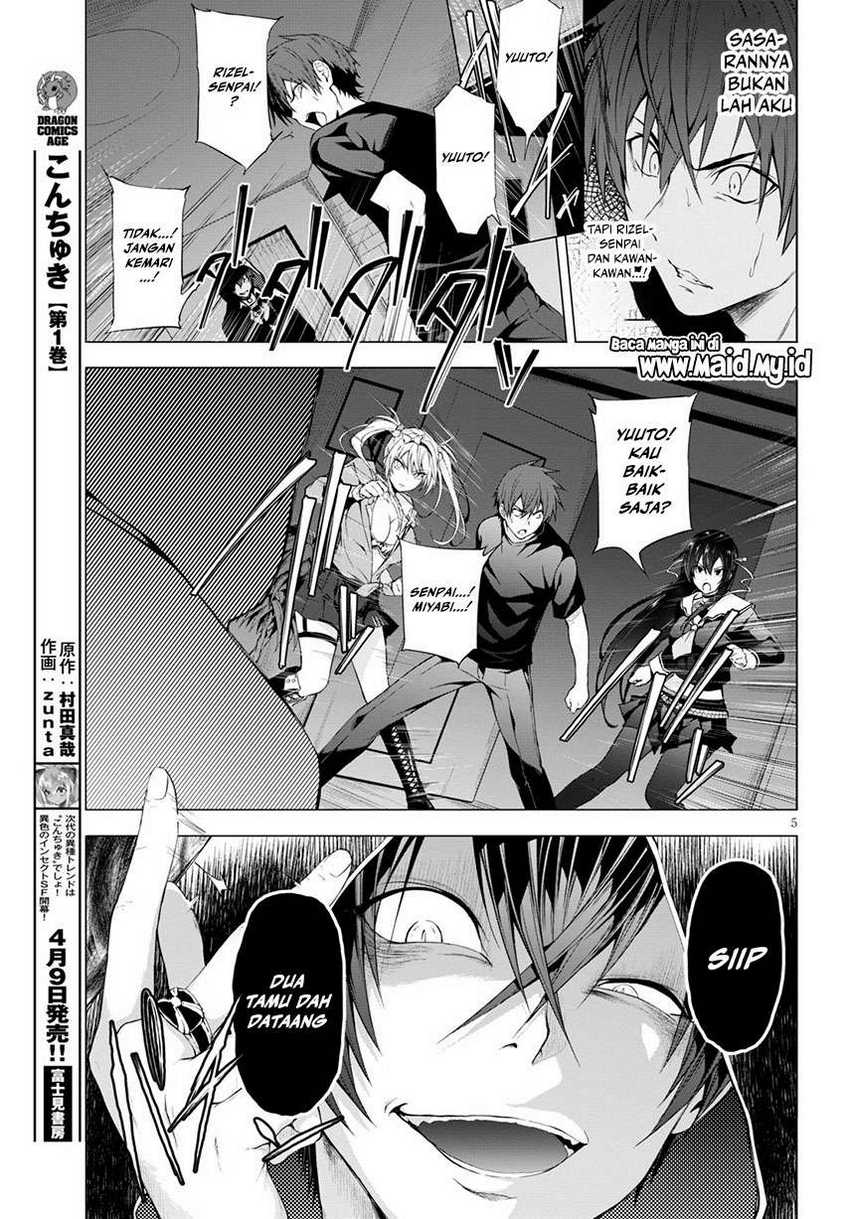 SASA-
RANNYA
BUKAN
LAH AKU
TAPI RIZEL-
SENPAI
DAN KAWAN-
KAWAN...!
YUUTO!
YUUTO!
RIZEL-
SENPAI!
?
TIDAK....!
JANGAN
KEMARI
....!
ダダダダ
Baca Manga ini di
www.Maid.My.id
YUUTO!
KAU
BAIK-
BAIK
SAJA?
SENPAI
....!
MIYABI
....!
5
SIIP
DUA
TAMU DAH
DATAANG
DRAGON
COMICS
AGE
こんちゅき【第1巻】
原作：村田真哉
作画：zunta
次代の異種トレンドは
"こんちゅき"でしょ！
異色のインセクトSF開幕！
4月9日発売!!
富士見書房